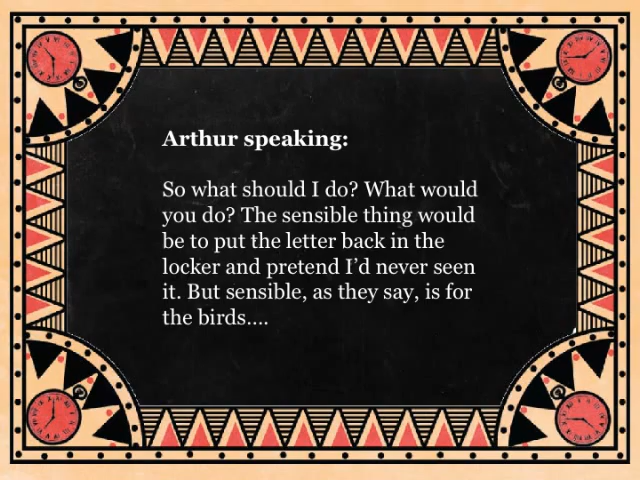 Arthur speaking:
So what should I do? What would
you do? The sensible thing would
be to put the letter back in the
locker and pretend I’d never seen
it. But sensible, as they say, is for
the birds….